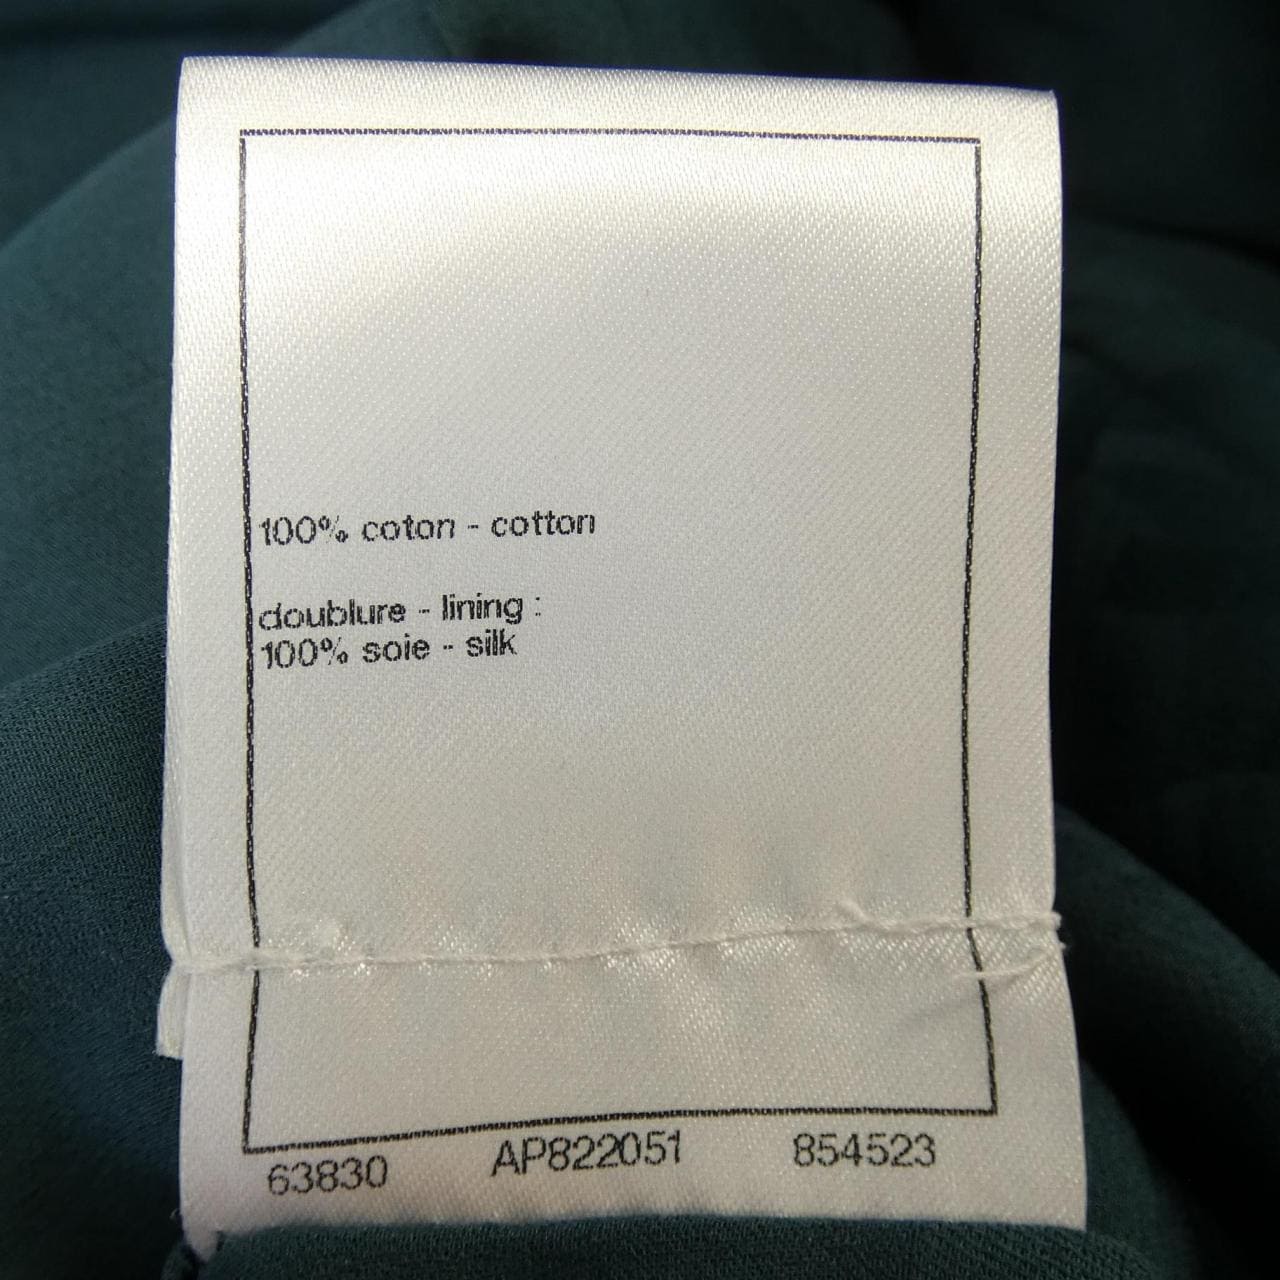 100% coton - cotton
doublure - lining :
100% soie - silk
63830 AP822051 854523